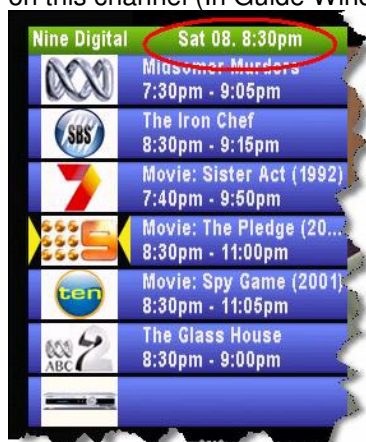 on this channel (in Guide Wind
Nine Digital Sat 08. 8:30pm
Midsomer Murders
7:30pm - 9:05pm
SBS
The Iron Chef
8:30pm - 9:15pm
7
Movie: Sister Act (1992)
7:40pm - 9:50pm
Movie: The Pledge (20...
8:30pm - 11:00pm
ten
Movie: Spy Game (2001)
8:30pm - 11:05pm
ABC 2
The Glass House
8:30pm - 9:00pm